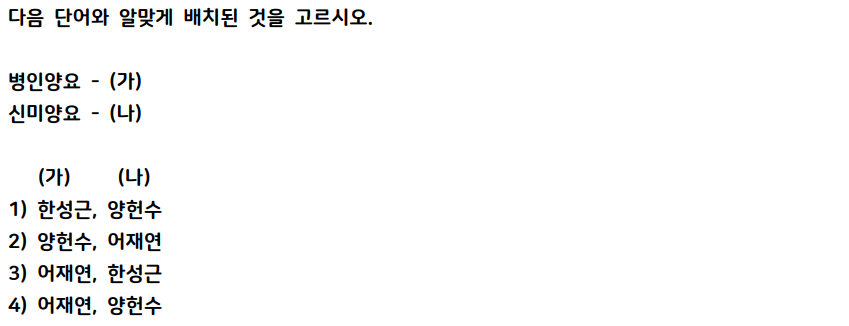 다음 단어와 알맞게 배치된 것을 고르시오.
병인양요 - (가)
신미양요 - (나)
(가) (나)
1) 한성근, 양헌수
2) 양헌수, 어재연
3) 어재연, 한성근
4) 어재연, 양헌수